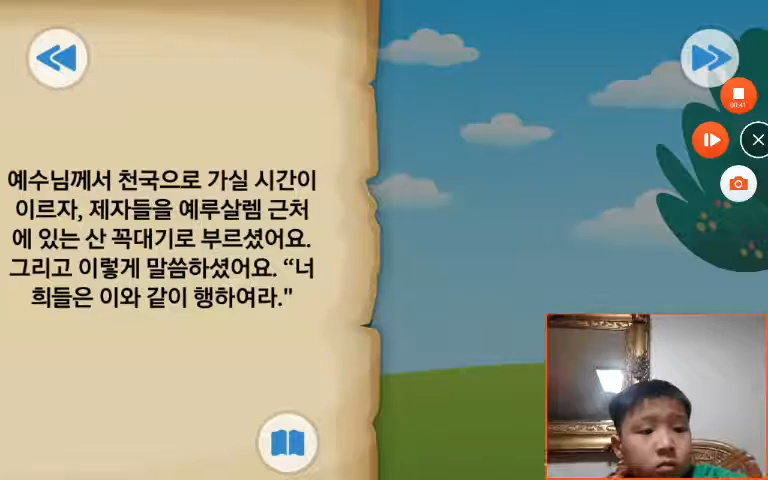 예수님께서 천국으로 가실 시간이
이르자, 제자들을 예루살렘 근처
에 있는 산 꼭대기로 부르셨어요.
그리고 이렇게 말씀하셨어요. “너
희들은 이와 같이 행하여라."
00:41